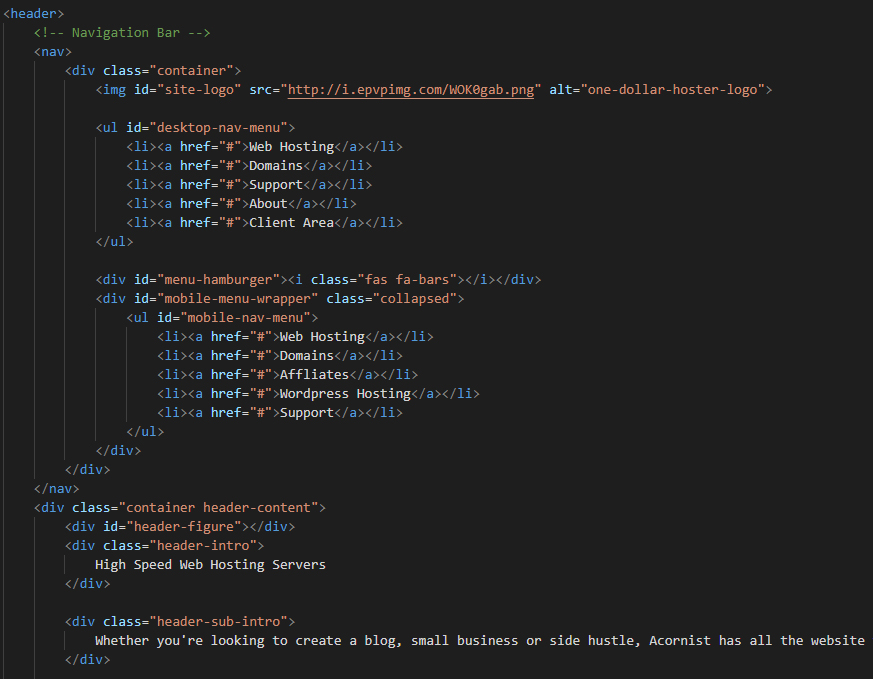 <header>
<!-- Navigation Bar -->
<nav>
<div class="container">
<img id="site-logo" src="http://i.epvpimg.com/WOK0gab.png" alt="one-dollar-hoster-logo">
<ul id="desktop-nav-menu">
<li><a href="#">Web Hosting</a></li>
<li><a href="#">Domains</a></li>
<li><a href="#">Support</a></li>
<li><a href="#">About</a></li>
<li><a href="#">Client Area</a></li>
</ul>
<div id="menu-hamburger"><i class="fas fa-bars"></i></div>
<div id="mobile-menu-wrapper" class="collapsed">
<ul id="mobile-nav-menu">
<li><a href="#">Web Hosting</a></li>
<li><a href="#">Domains</a></li>
<li><a href="#">Affliates</a></li>
<li><a href="#">Wordpress Hosting</a></li>
<li><a href="#">Support</a></li>
</ul>
</div>
</div>
</nav>
<div class="container header-content">
<div id="header-figure"></div>
<div class="header-intro">
High Speed Web Hosting Servers
</div>
<div class="header-sub-intro">
Whether you're looking to create a blog, small business or side hustle, Acornist has all the website
</div>